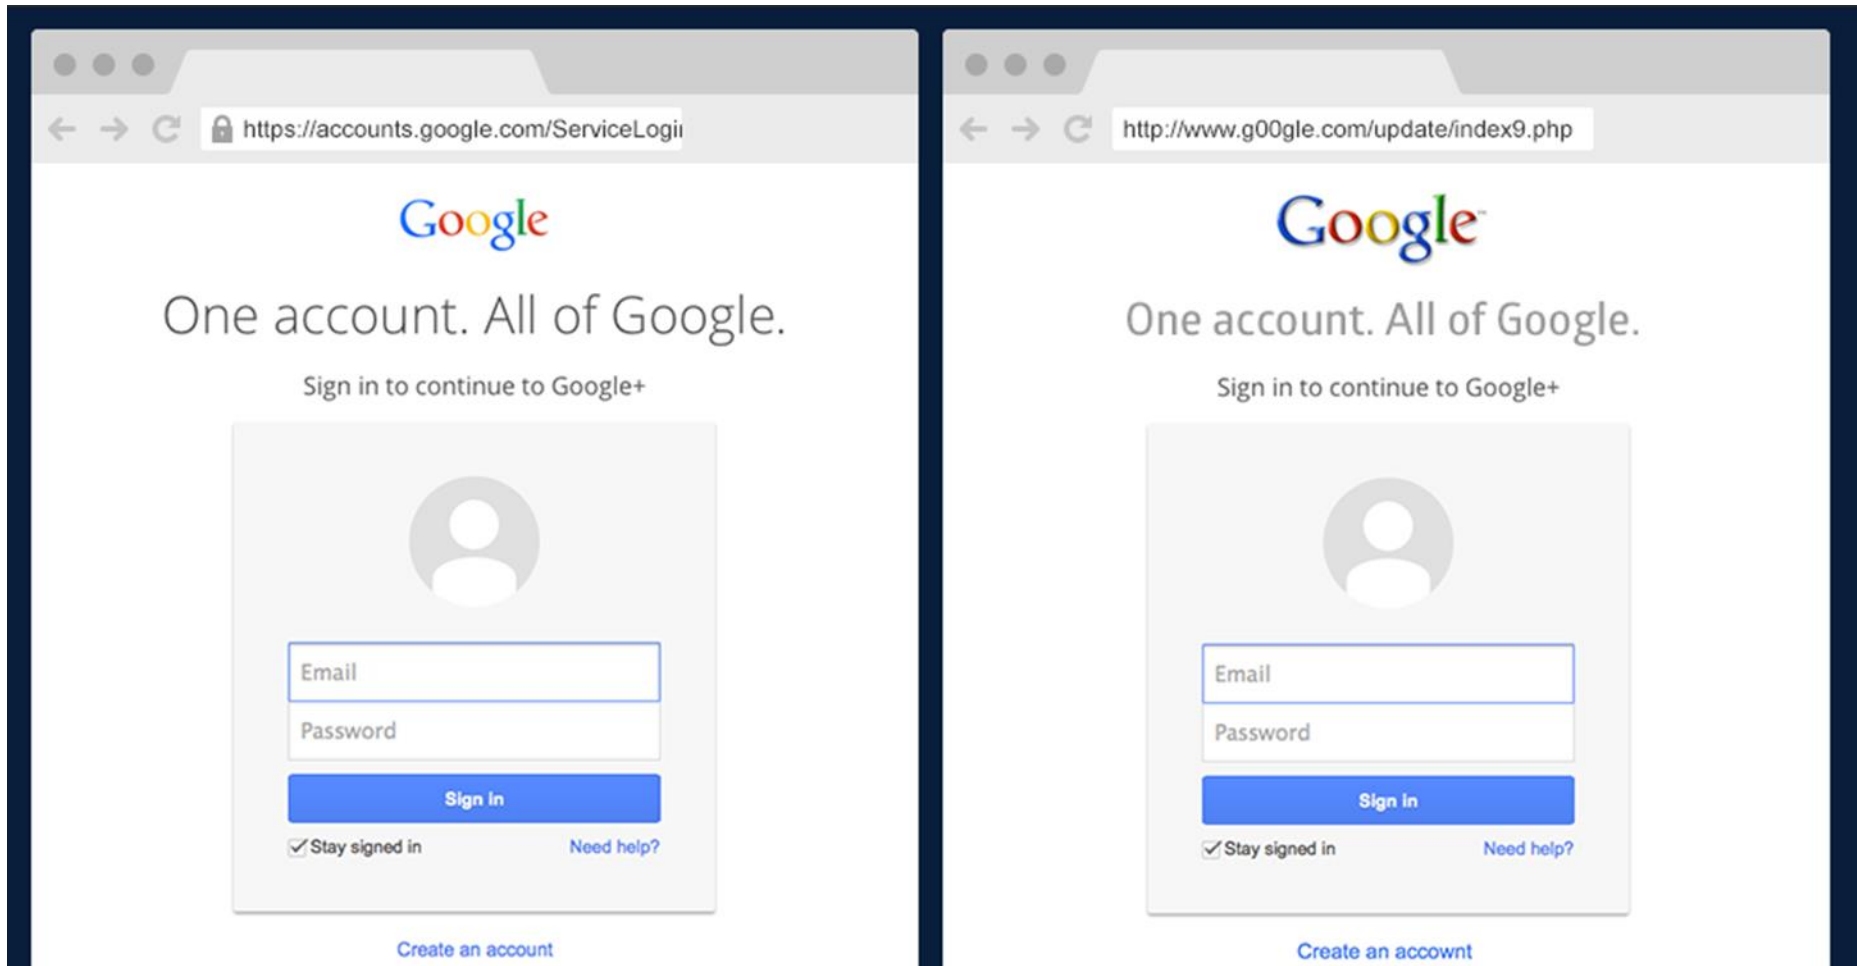 https://accounts.google.com/ServiceLogi
Google
One account. All of Google.
Sign in to continue to Google+
Email
Password
Sign in
Stay signed in
Need help?
Create an account
http://www.g00gle.com/update/index9.php
Google™
One account. All of Google.
Sign in to continue to Google+
Email
Password
Sign in
Stay signed in
Need help?
Create an accownt